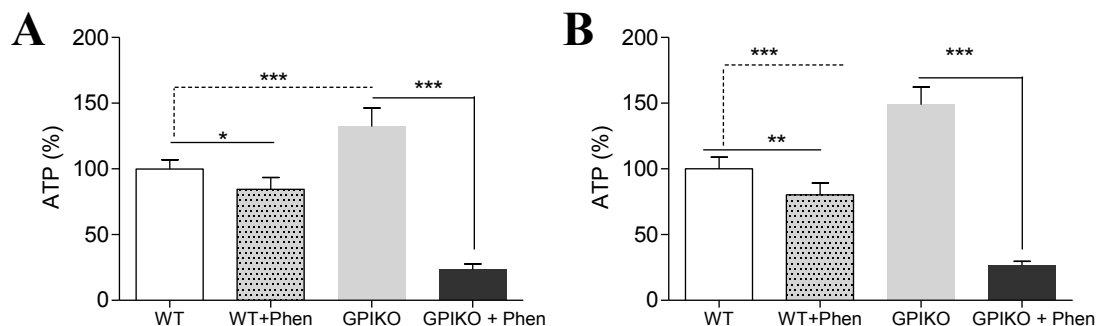 A
ATP (%)
200
150
100
50
0
***
***
*
WT
WT+Phen
GPIKO
GPIKO + Phen
B
ATP (%)
200
150
100
50
0
***
***
**
WT
WT+Phen
GPIKO
GPIKO + Phen